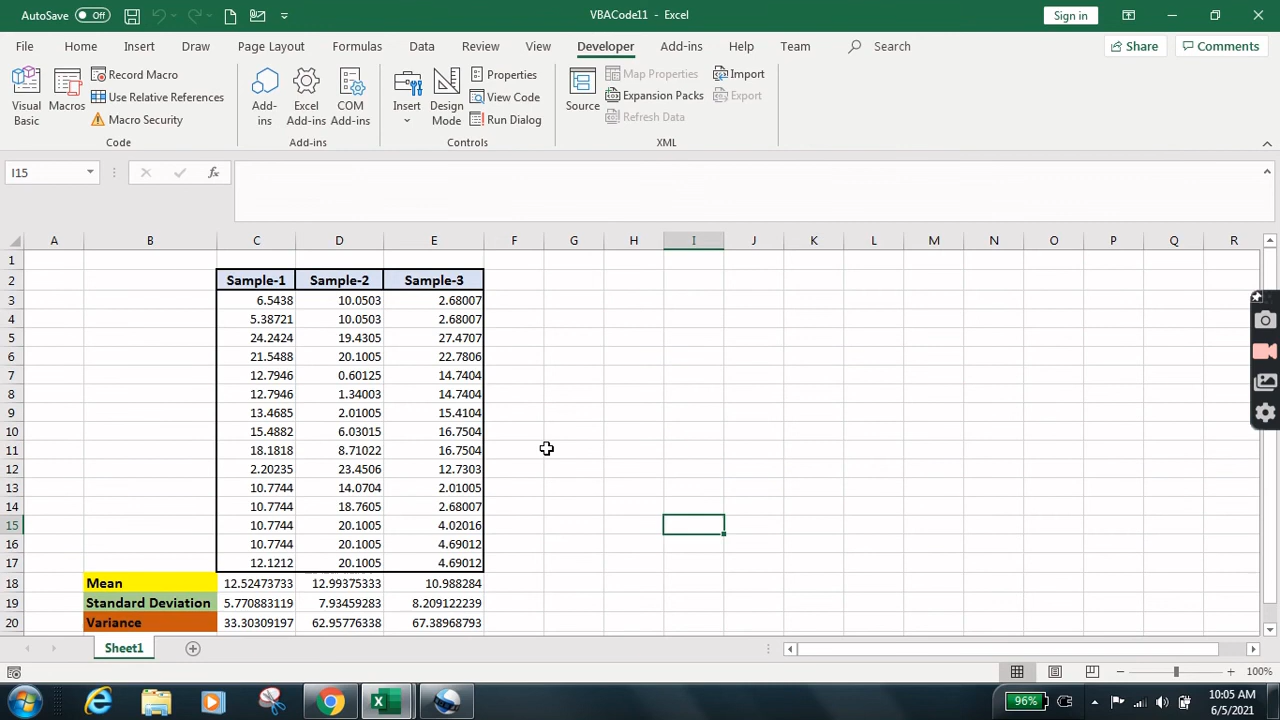 AutoSave Off VBACode11 - Excel Sign in
File Home Insert Draw Page Layout Formulas Data Review View Developer Add-ins Help Team Search Share Comments
Visual Basic
Macros
Record Macro
Use Relative References
Macro Security
Code
Add-ins
Excel Add-ins
COM Add-ins
Add-ins
Insert
Design Mode
Properties
View Code
Run Dialog
Controls
Source
Map Properties
Expansion Packs
Refresh Data
Import
Export
XML
I15 fx
A B C D E F G H I J K L M N O P Q R
1
2 Sample-1 Sample-2 Sample-3
3 6.5438 10.0503 2.68007
4 5.38721 10.0503 2.68007
5 24.2424 19.4305 27.4707
6 21.5488 20.1005 22.7806
7 12.7946 0.60125 14.7404
8 12.7946 1.34003 14.7404
9 13.4685 2.01005 15.4104
10 15.4882 6.03015 16.7504
11 18.1818 8.71022 16.7504
12 2.20235 23.4506 12.7303
13 10.7744 14.0704 2.01005
14 10.7744 18.7605 2.68007
15 10.7744 20.1005 4.02016
16 10.7744 20.1005 4.69012
17 12.1212 20.1005 4.69012
18 Mean 12.52473733 12.99375333 10.988284
19 Standard Deviation 5.770883119 7.93459283 8.209122239
20 Variance 33.30309197 62.95776338 67.38968793
Sheet1
100%
96% 10:05 AM
6/5/2021